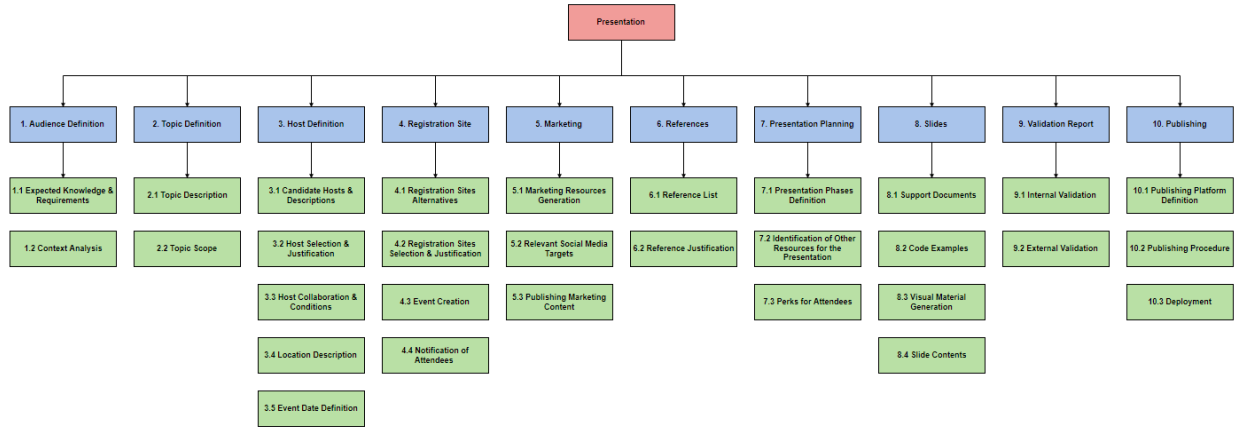 Presentation
1. Audience Definition
2. Topic Definition
3. Host Definition
4. Registration Site
5. Marketing
6. References
7. Presentation Planning
8. Slides
9. Validation Report
10. Publishing
1.1 Expected Knowledge &
Requirements
1.2 Context Analysis
2.1 Topic Description
2.2 Topic Scope
3.1 Candidate Hosts &
Descriptions
3.2 Host Selection &
Justification
3.3 Host Collaboration &
Conditions
3.4 Location Description
3.5 Event Date Definition
4.1 Registration Sites
Alternatives
4.2 Registration Sites
Selection & Justification
4.3 Event Creation
4.4 Notification of
Attendees
5.1 Marketing Resources
Generation
5.2 Relevant Social Media
Targets
5.3 Publishing Marketing
Content
6.1 Reference List
6.2 Reference Justification
7.1 Presentation Phases
Definition
7.2 Identification of Other
Resources for the
Presentation
7.3 Perks for Attendees
8.1 Support Documents
8.2 Code Examples
8.3 Visual Material
Generation
8.4 Slide Contents
9.1 Internal Validation
9.2 External Validation
10.1 Publishing Platform
Definition
10.2 Publishing Procedure
10.3 Deployment